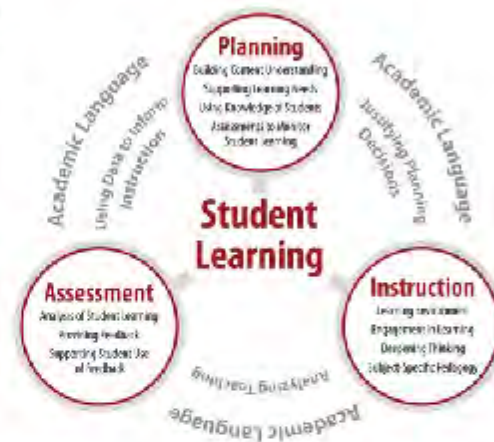 Planning
Building Content Understanding
Supporting Learning Needs
Using Knowledge of Students
Assessments to Monitor
Student Learning
Academic Language
Using Data to Inform
Instruction
Academic Language
Justifying Planning
Decisions
Student
Learning
Assessment
Analysis of Student Learning
Providing Feedback
Supporting Student Use
of Feedback
Instruction
Learning Environment
Engagement in Learning
Deepening Thinking
Subject-Specific Pedagogy
Analyzing Teaching
Academic Language